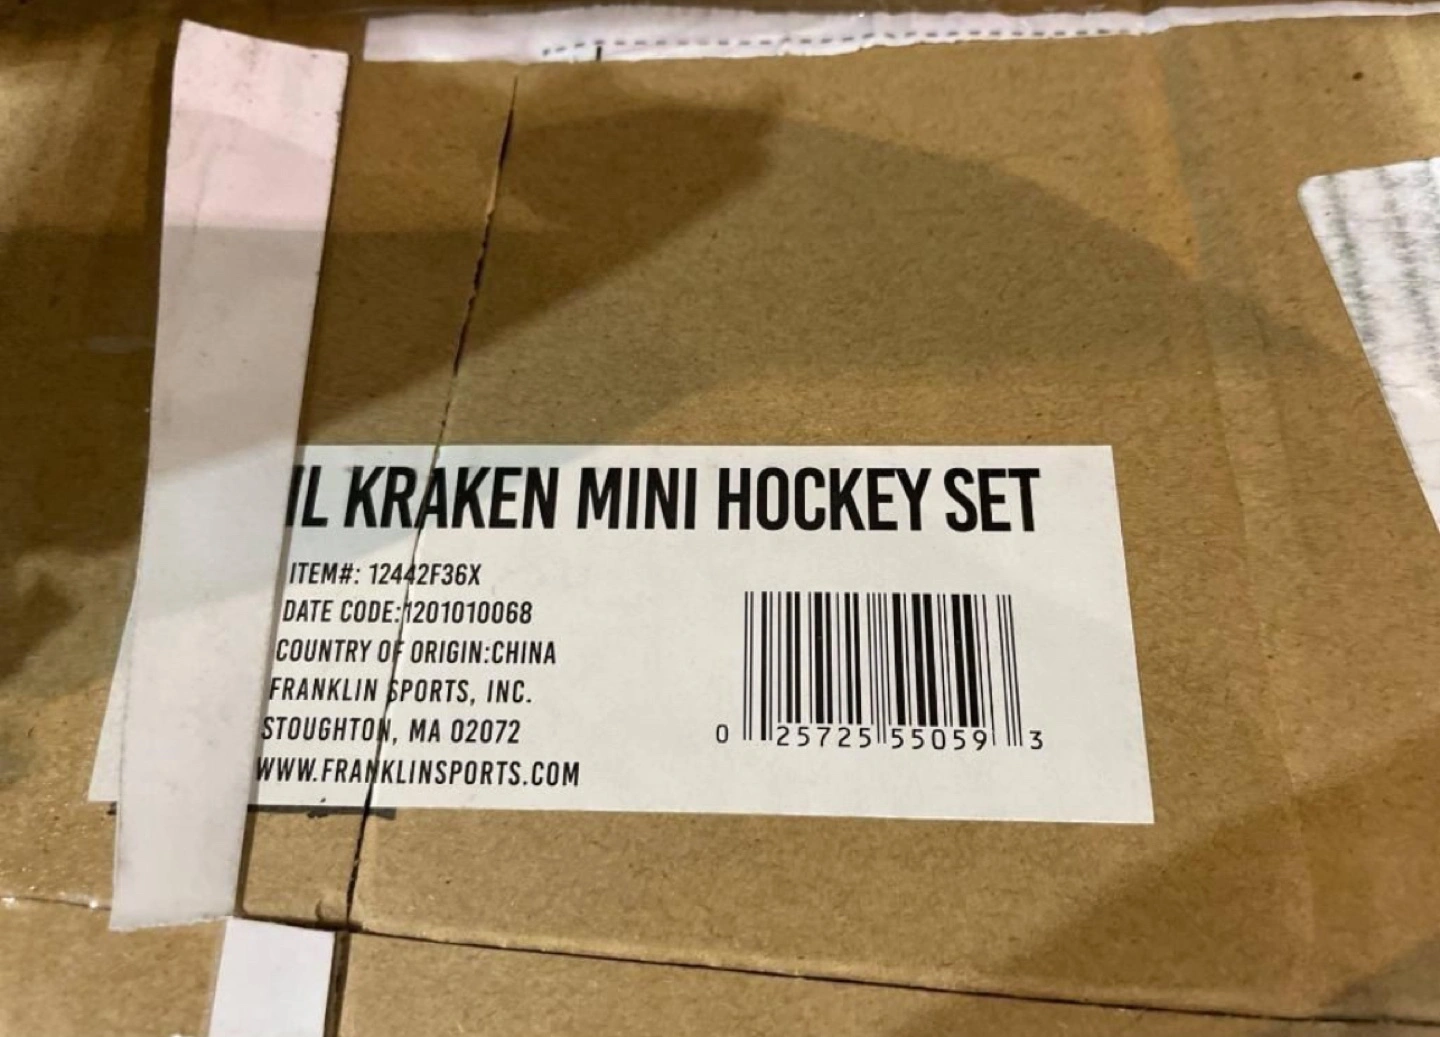 IL KRAKEN MINI HOCKEY SET
ITEM#: 12442F36X
DATE CODE:1201010068
COUNTRY OF ORIGIN:CHINA
FRANKLIN SPORTS, INC.
STOUGHTON, MA 02072
WWW.FRANKLINSPORTS.COM
0 25725 55059 3